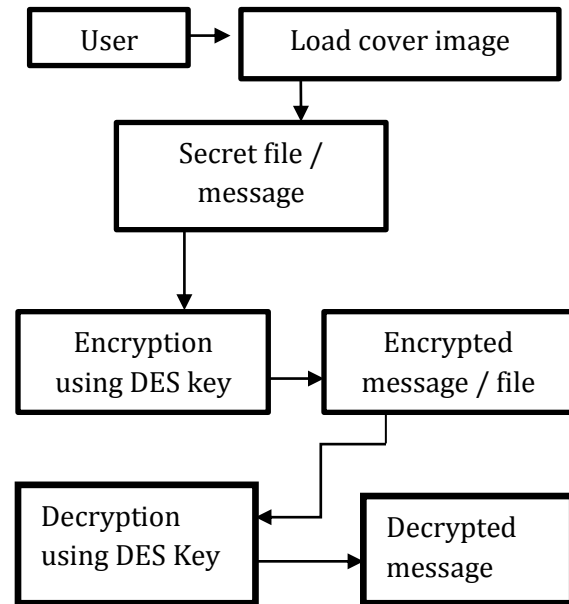 User
Load cover image
Secret file /
message
Encryption
using DES key
Encrypted
message / file
Decryption
using DES Key
Decrypted
message